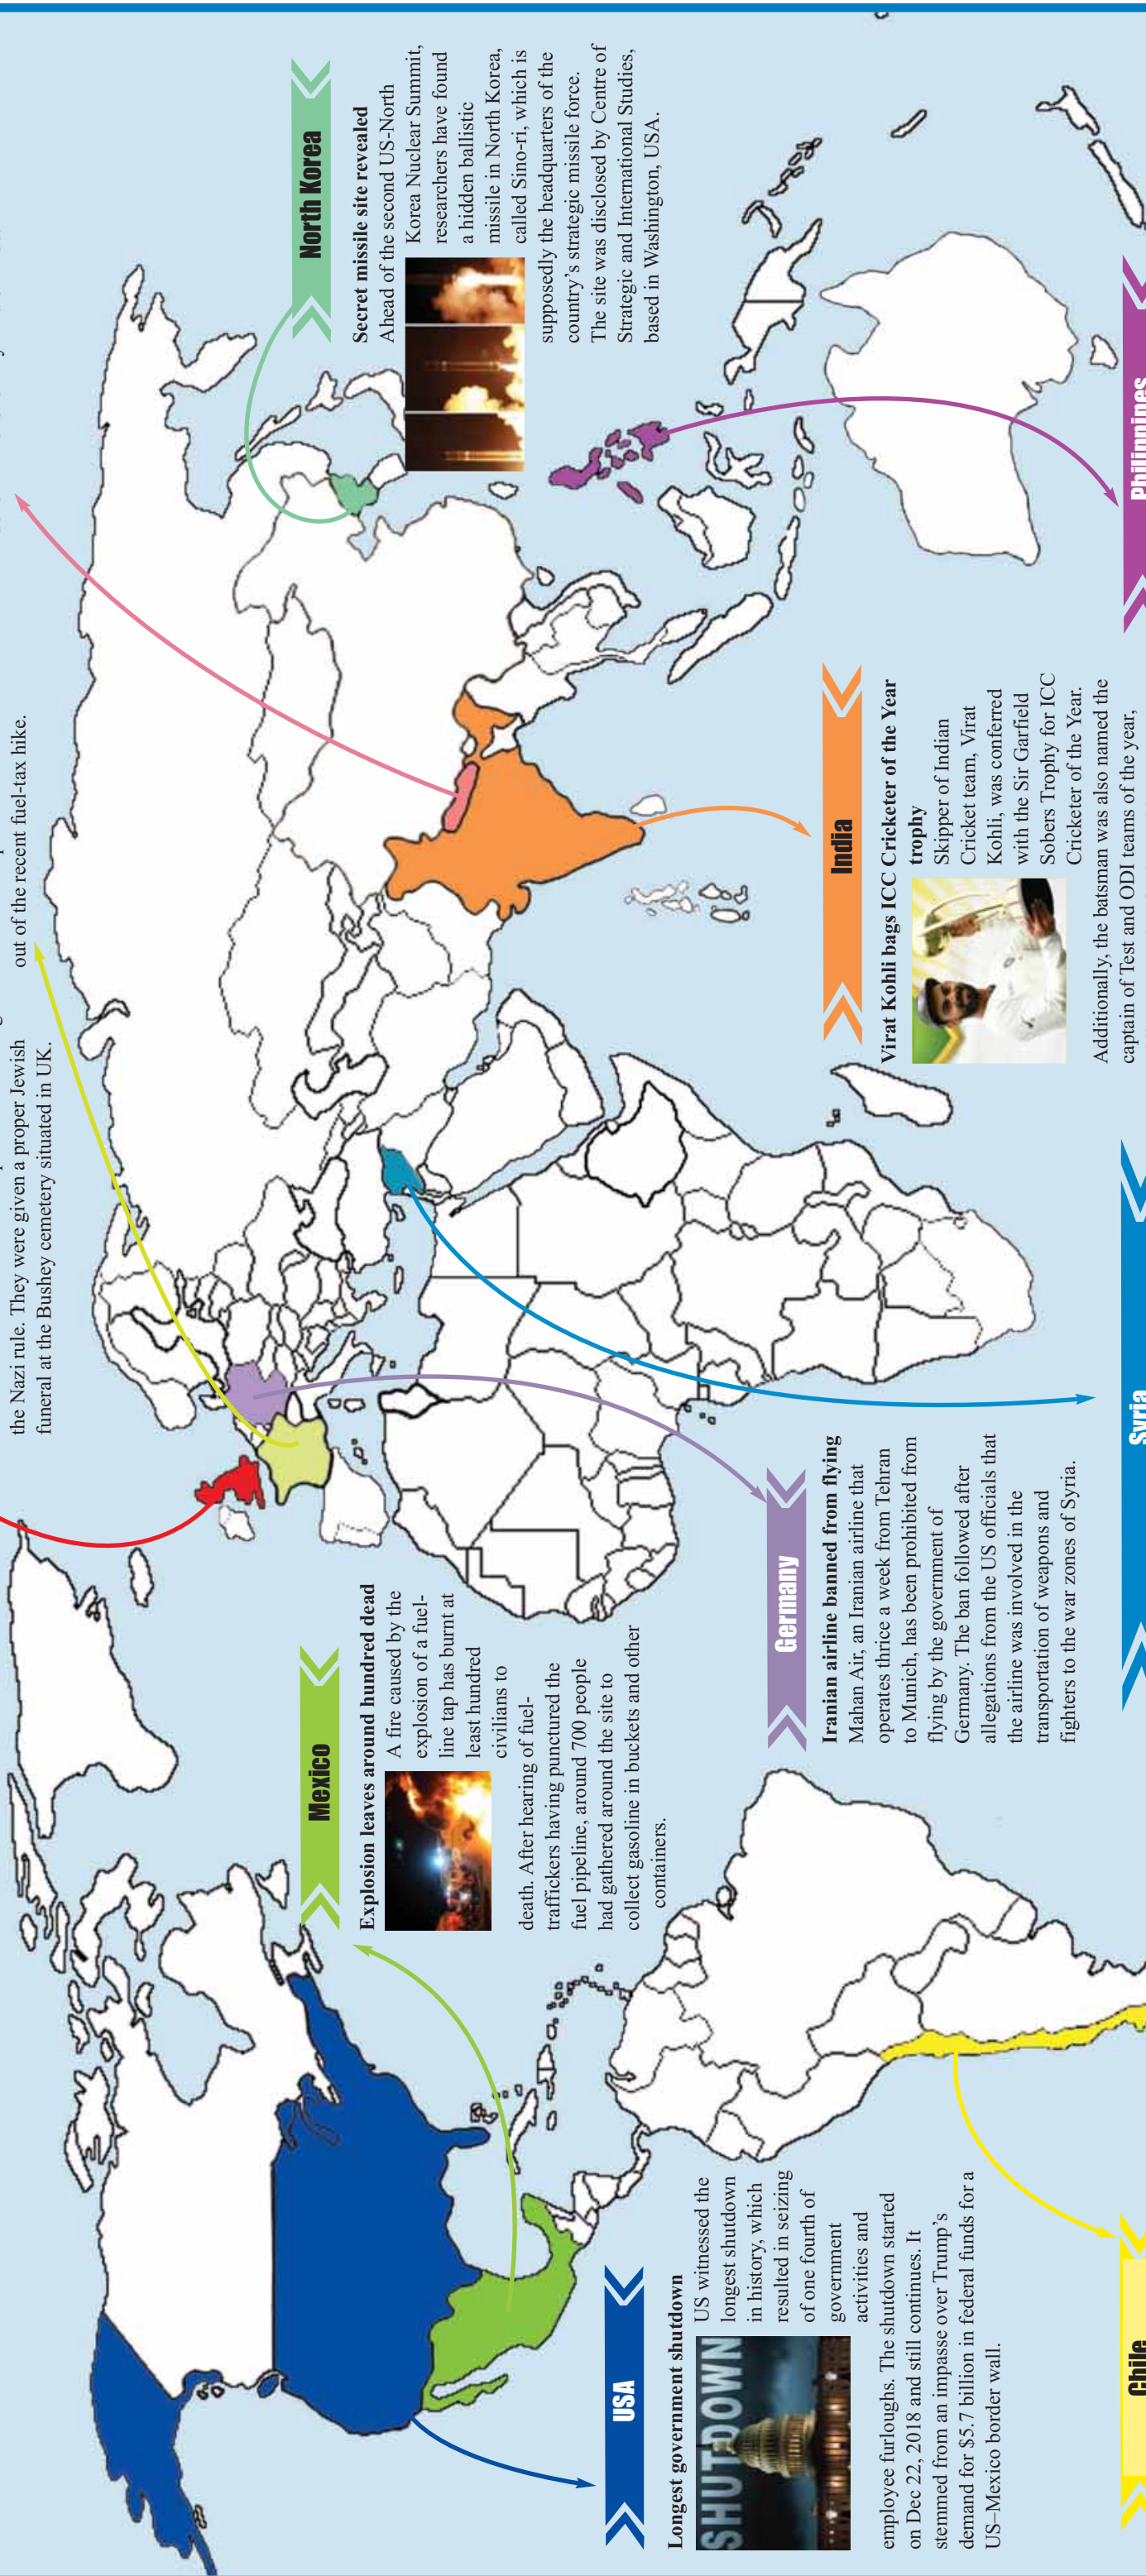 the Nazi rule. They were given a proper Jewish
funeral at the Bushey cemetery situated in UK.
out of the recent fuel-tax hike.
North Korea
Secret missile site revealed
Ahead of the second US-North
Korea Nuclear Summit,
researchers have found
a hidden ballistic
missile in North Korea,
called Sino-ri, which is
supposedly the headquarters of the
country's strategic missile force.
The site was disclosed by Centre of
Strategic and International Studies,
based in Washington, USA.
Mexico
Explosion leaves around hundred dead
A fire caused by the
explosion of a fuel-
line tap has burnt at
least hundred
civilians to
death. After hearing of fuel-
traffickers having punctured the
fuel pipeline, around 700 people
had gathered around the site to
collect gasoline in buckets and other
containers.
USA
Longest government shutdown
SHUTDOWN
US witnessed the
longest shutdown
in history, which
resulted in seizing
of one fourth of
government
activities and
employee furloughs. The shutdown started
on Dec 22, 2018 and still continues. It
stemmed from an impasse over Trump's
demand for $5.7 billion in federal funds for a
US–Mexico border wall.
Germany
Iranian airline banned from flying
Mahan Air, an Iranian airline that
operates thrice a week from Tehran
to Munich, has been prohibited from
flying by the government of
Germany. The ban followed after
allegations from the US officials that
the airline was involved in the
transportation of weapons and
fighters to the war zones of Syria.
India
Virat Kohli bags ICC Cricketer of the Year
trophy
Skipper of Indian
Cricket team, Virat
Kohli, was conferred
with the Sir Garfield
Sobers Trophy for ICC
Cricketer of the Year.
Additionally, the batsman was also named the
captain of Test and ODI teams of the year,
Chile
Syria
Philippines